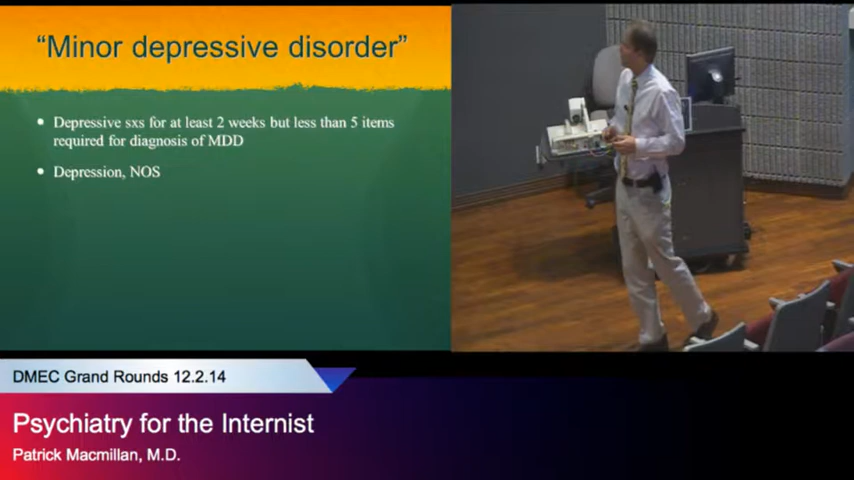 “Minor depressive disorder”
Depressive sxs for at least 2 weeks but less than 5 items
required for diagnosis of MDD
Depression, NOS
DMEC Grand Rounds 12.2.14
Psychiatry for the Internist
Patrick Macmillan, M.D.